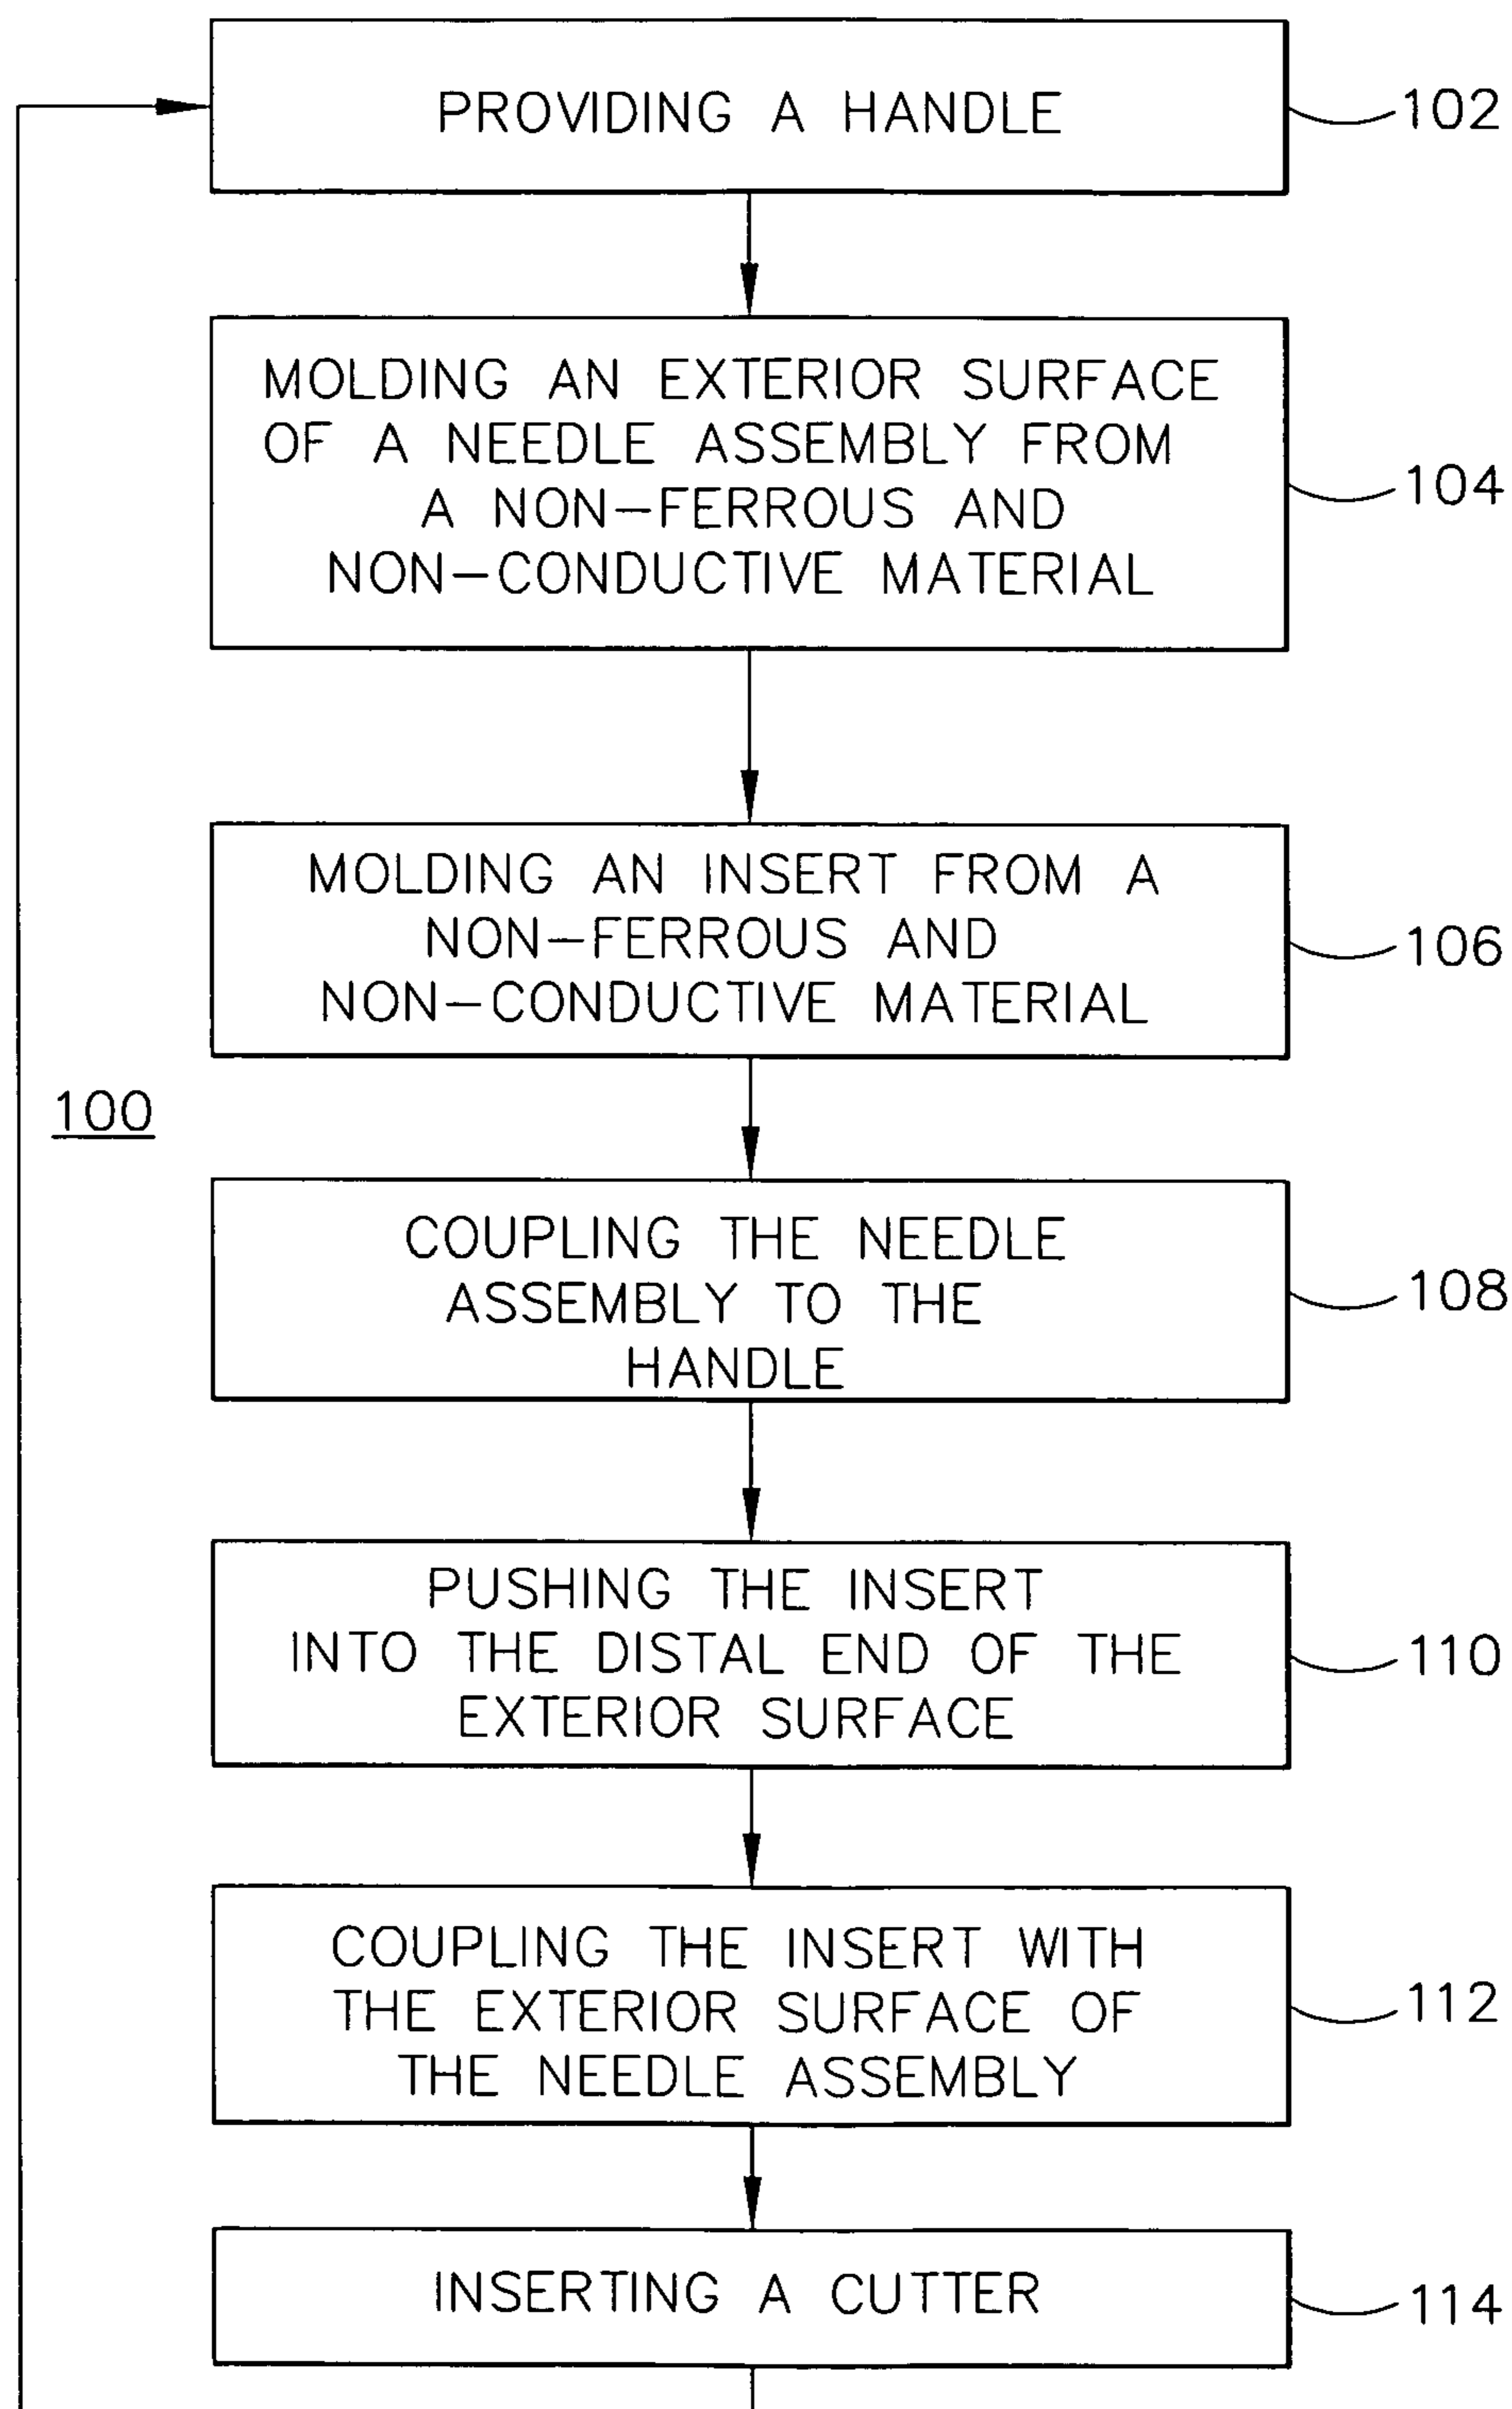 PROVIDING A HANDLE
102
MOLDING AN EXTERIOR SURFACE
OF A NEEDLE ASSEMBLY FROM
A NON-FERROUS AND
NON-CONDUCTIVE MATERIAL
104
MOLDING AN INSERT FROM A
NON-FERROUS AND
NON-CONDUCTIVE MATERIAL
106
100
COUPLING THE NEEDLE
ASSEMBLY TO THE
HANDLE
108
PUSHING THE INSERT
INTO THE DISTAL END OF THE
EXTERIOR SURFACE
110
COUPLING THE INSERT WITH
THE EXTERIOR SURFACE OF
THE NEEDLE ASSEMBLY
112
INSERTING A CUTTER
114